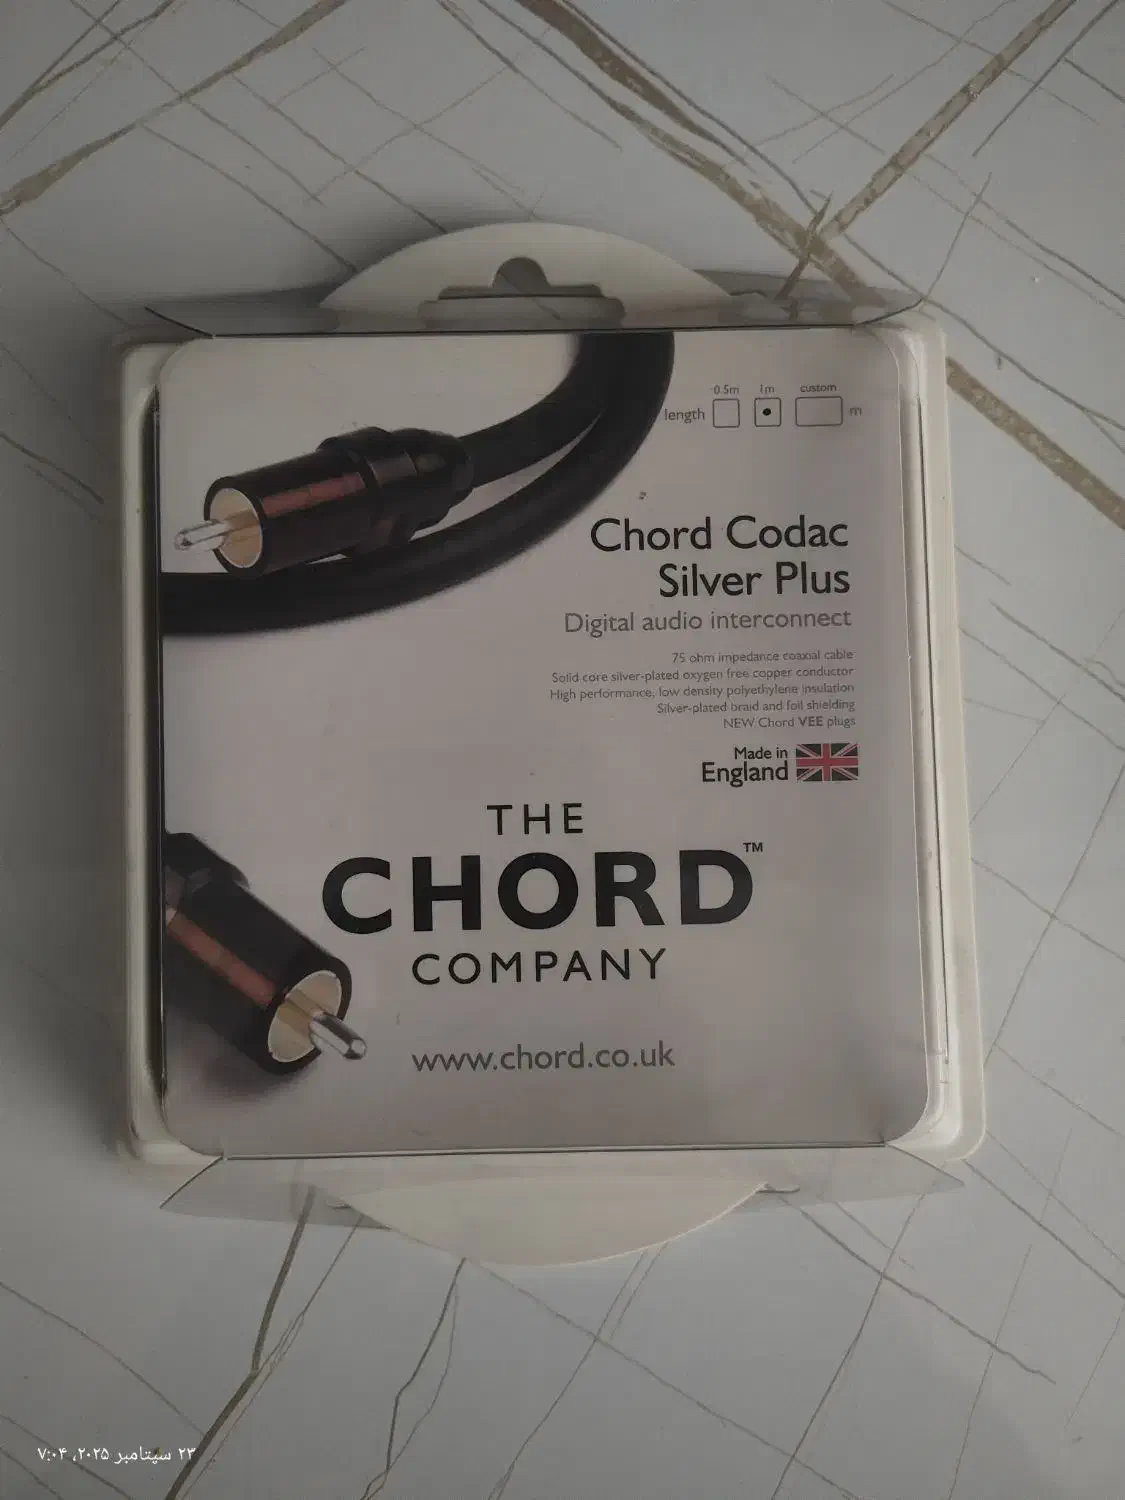 0.5m 1m custom
length m
Chord Codac
Silver Plus
Digital audio interconnect
75 ohm impedance coaxial cable
Solid core silver-plated oxygen free copper conductor
High performance, low density polyethylene insulation
Silver-plated braid and foil shielding
NEW Chord VEE plugs
Made in
England
THE
CHORD™
COMPANY
www.chord.co.uk
۲۳ سپتامبر ۲۰۲۵، ۷:۰۴